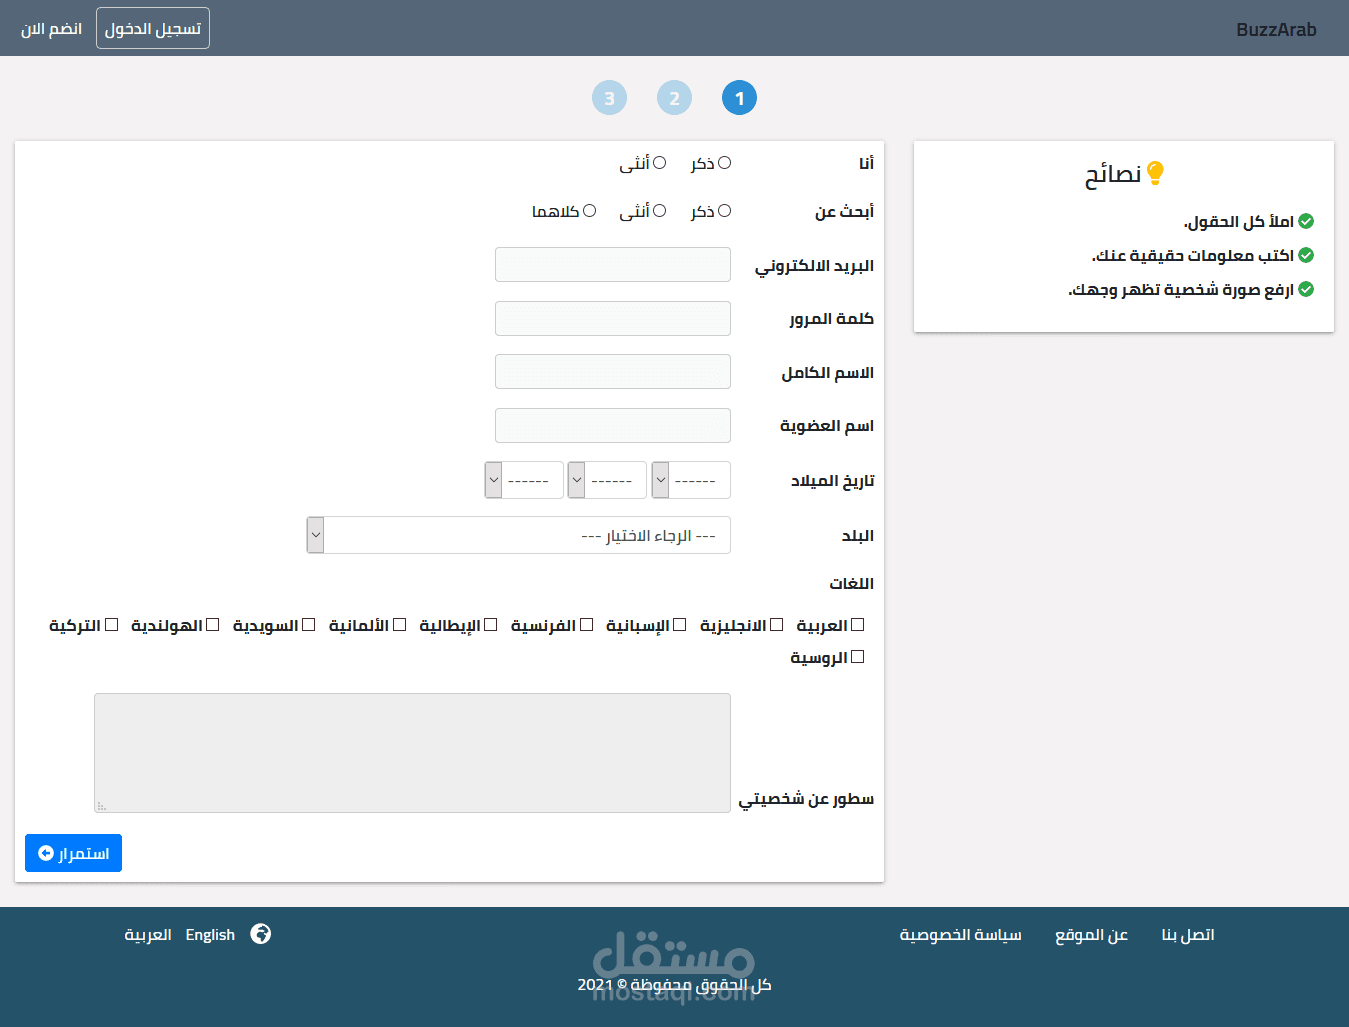 BuzzArab
تسجيل الدخول
انضم الان
1
2
3
نصائح
املأ كل الحقول.
اكتب معلومات حقيقية عنك.
ارفع صورة شخصية تظهر وجهك.
أنا ذكر أنثى
أبحث عن ذكر أنثى كلاهما
البريد الالكتروني
كلمة المرور
الاسم الكامل
اسم العضوية
تاريخ الميلاد ------ ------ ------
البلد --- الرجاء الاختيار ---
اللغات
العربية الانجليزية الإسبانية الفرنسية الإيطالية الألمانية السويدية الهولندية التركية
الروسية
سطور عن شخصيتي
استمرار
اتصل بنا عن الموقع سياسة الخصوصية
English العربية
مستقل
mostaql.com
كل الحقوق محفوظة © 2021